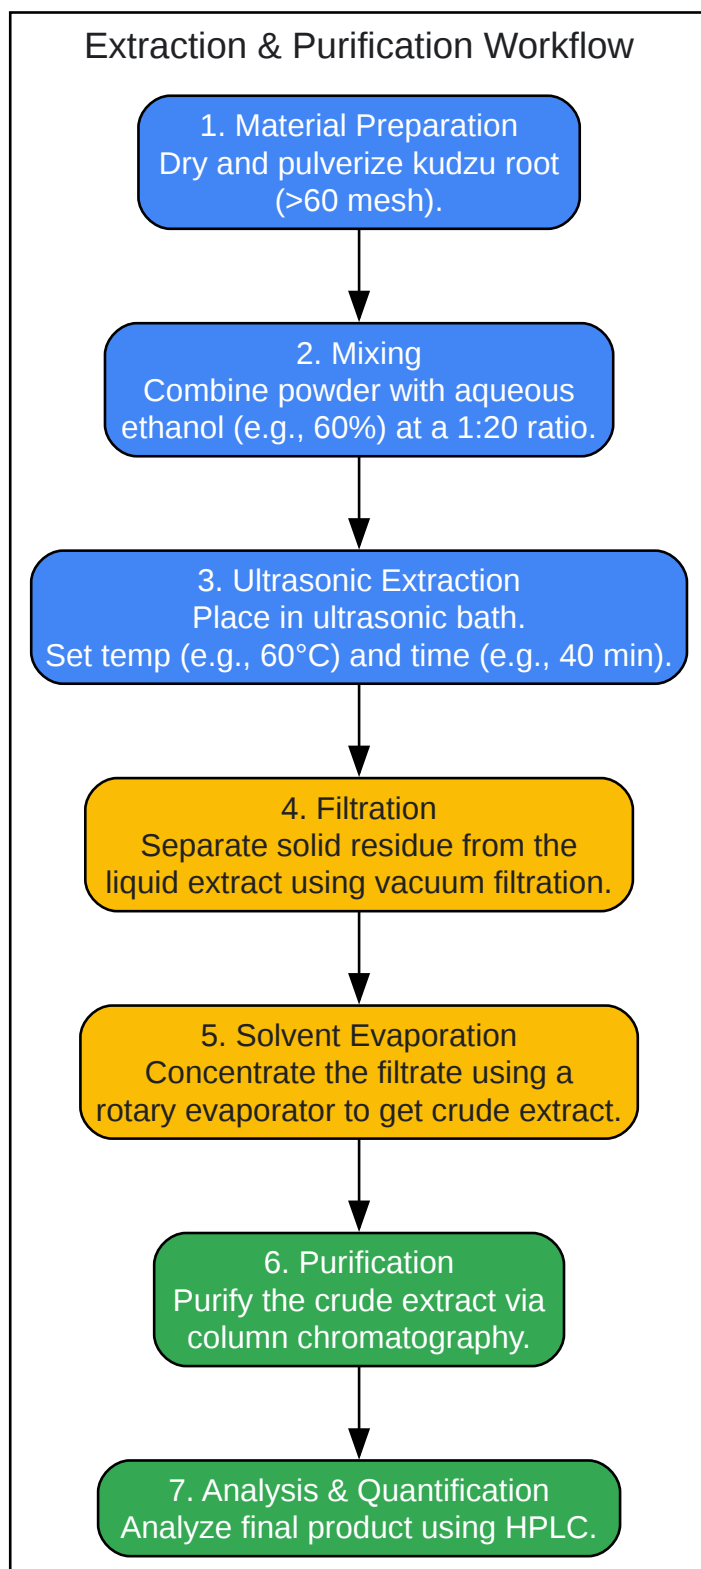 Extraction & Purification Workflow
1. Material Preparation
Dry and pulverize kudzu root
(>60 mesh).
2. Mixing
Combine powder with aqueous
ethanol (e.g., 60%) at a 1:20 ratio.
3. Ultrasonic Extraction
Place in ultrasonic bath.
Set temp (e.g., 60°C) and time (e.g., 40 min).
4. Filtration
Separate solid residue from the
liquid extract using vacuum filtration.
5. Solvent Evaporation
Concentrate the filtrate using a
rotary evaporator to get crude extract.
6. Purification
Purify the crude extract via
column chromatography.
7. Analysis & Quantification
Analyze final product using HPLC.